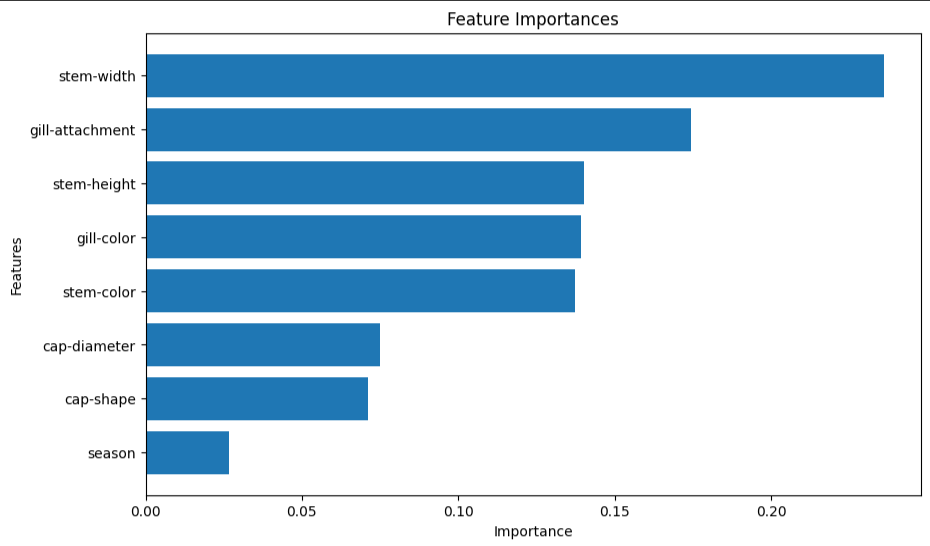 Feature Importances
Features
stem-width
gill-attachment
stem-height
gill-color
stem-color
cap-diameter
cap-shape
season
0.00 0.05 0.10 0.15 0.20
Importance